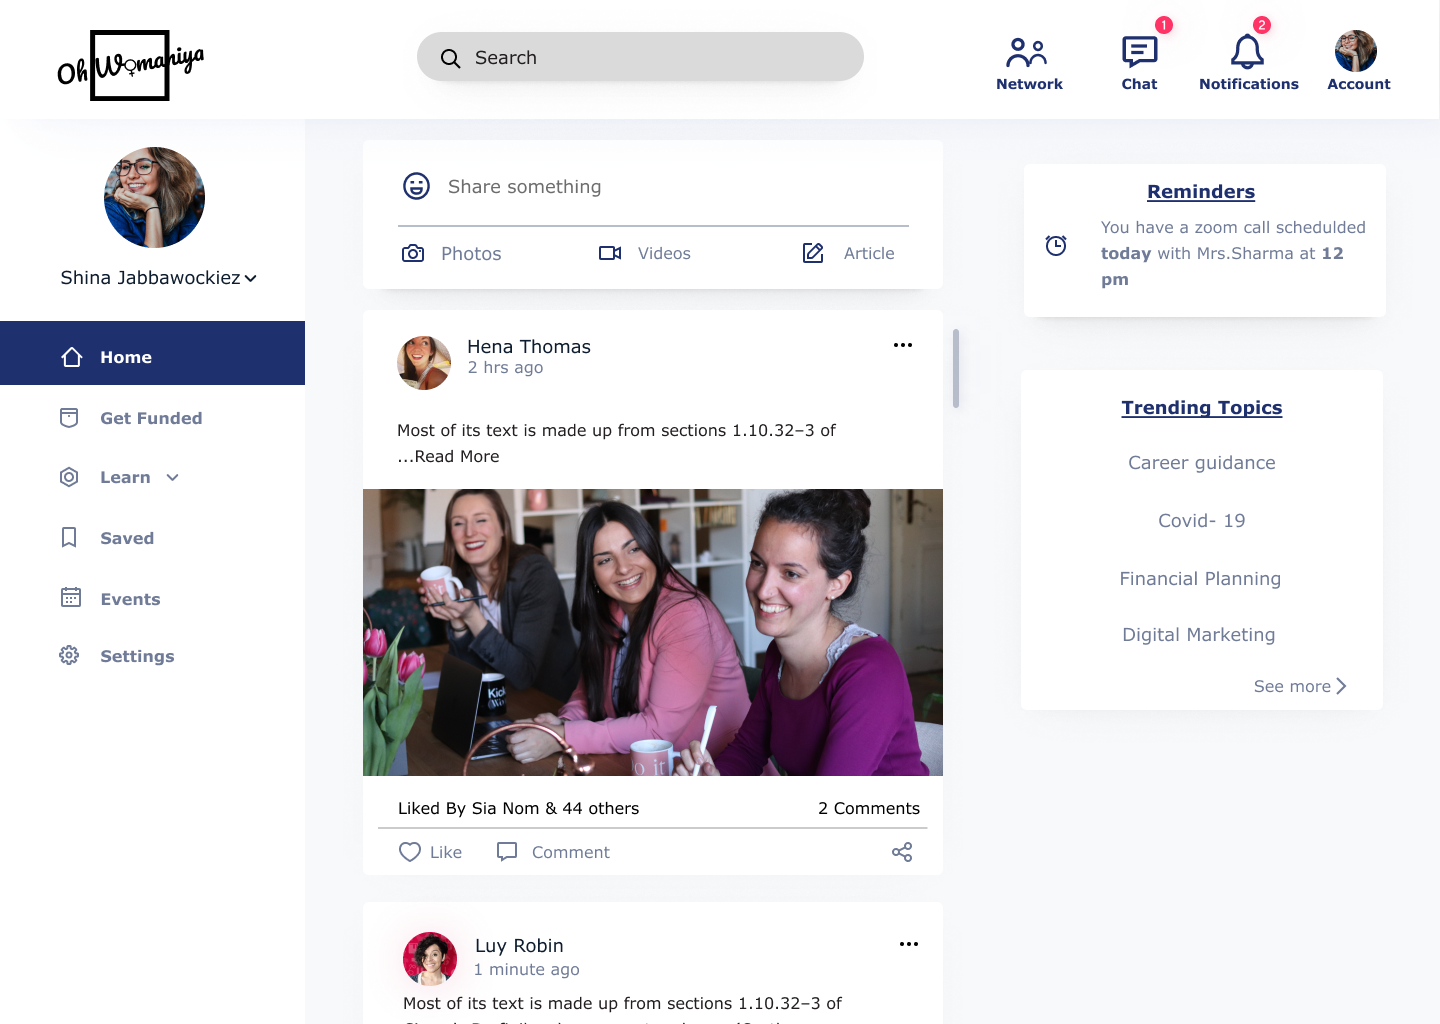 Oh Womaniya
Search
1
2
Network
Chat
Notifications
Account
Shina Jabbawockiez
Home
Get Funded
Learn
Saved
Events
Settings
Share something
Photos
Videos
Article
Hena Thomas
2 hrs ago
Most of its text is made up from sections 1.10.32–3 of
...Read More
Liked By Sia Nom & 44 others
2 Comments
Like
Comment
Luy Robin
1 minute ago
Most of its text is made up from sections 1.10.32–3 of
Reminders
You have a zoom call schedulded
today with Mrs.Sharma at 12
pm
Trending Topics
Career guidance
Covid- 19
Financial Planning
Digital Marketing
See more